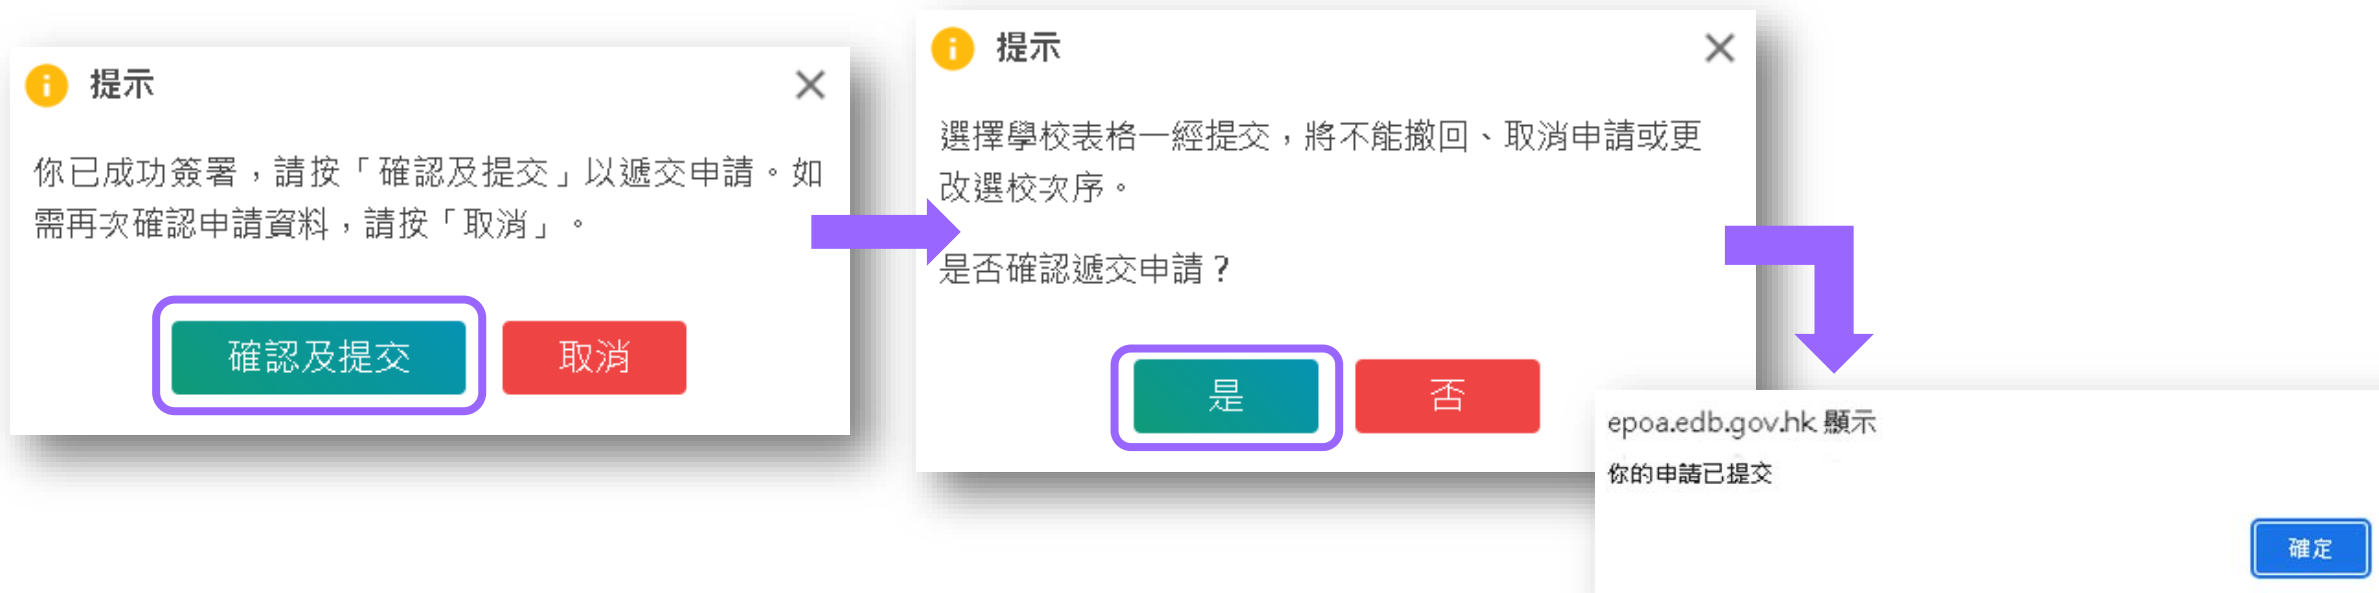 提示
你已成功簽署，請按「確認及提交」以遞交申請。如
需再次確認申請資料，請按「取消」。
確認及提交
取消
提示
選擇學校表格一經提交，將不能撤回、取消申請或更
改選校次序。
是否確認遞交申請？
是
否
epoa.edb.gov.hk 顯示
你的申請已提交
確定